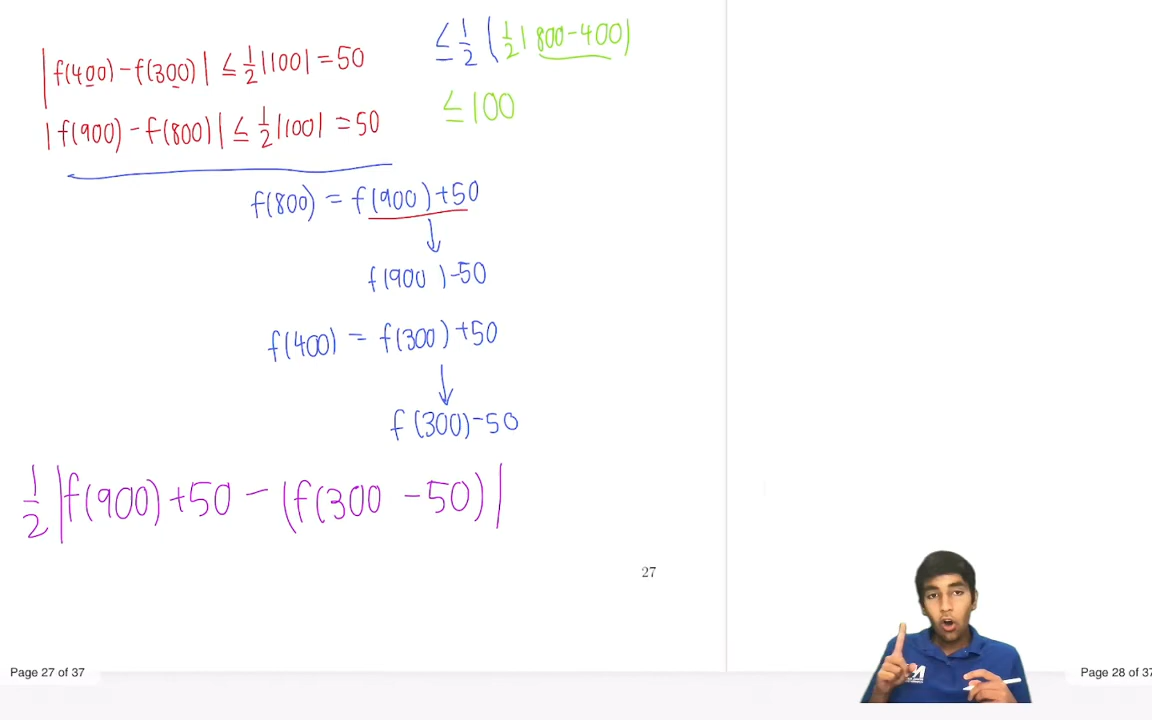 |f(400) - f(300)| ≤ ½|100| = 50
|f(900) - f(800)| ≤ ½|100| = 50
≤ ½ (½|800-400|)
≤ 100
f(800) = f(900) + 50
↓
f(900) - 50
f(400) = f(300) + 50
↓
f(300) - 50
½ |f(900) + 50 - (f(300 - 50)|
27
Page 27 of 37
Page 28 of 37